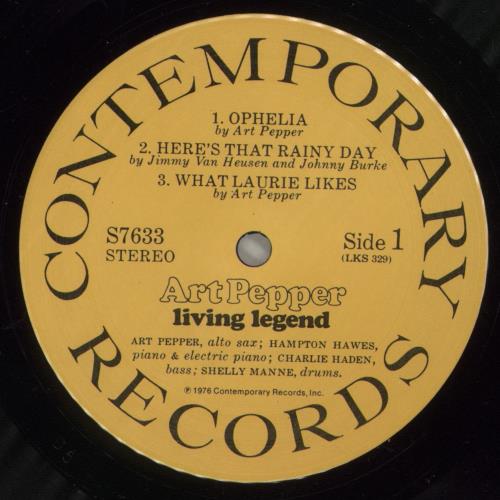 CONTEMPORARY
1. OPHELIA
by Art Pepper
2. HERE'S THAT RAINY DAY
by Jimmy Van Heusen and Johnny Burke
3. WHAT LAURIE LIKES
by Art Pepper
S7633
STEREO
Side 1
(LKS 329)
Art Pepper
living legend
ART PEPPER, alto sax; HAMPTON HAWES,
piano & electric piano; CHARLIE HADEN,
bass; SHELLY MANNE, drums.
℗ 1976 Contemporary Records, Inc.
RECORDS